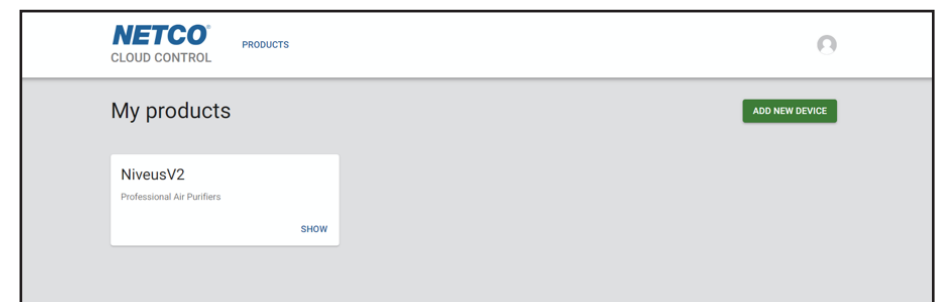 NETCO®
CLOUD CONTROL
PRODUCTS
My products
ADD NEW DEVICE
NiveusV2
Professional Air Purifiers
SHOW